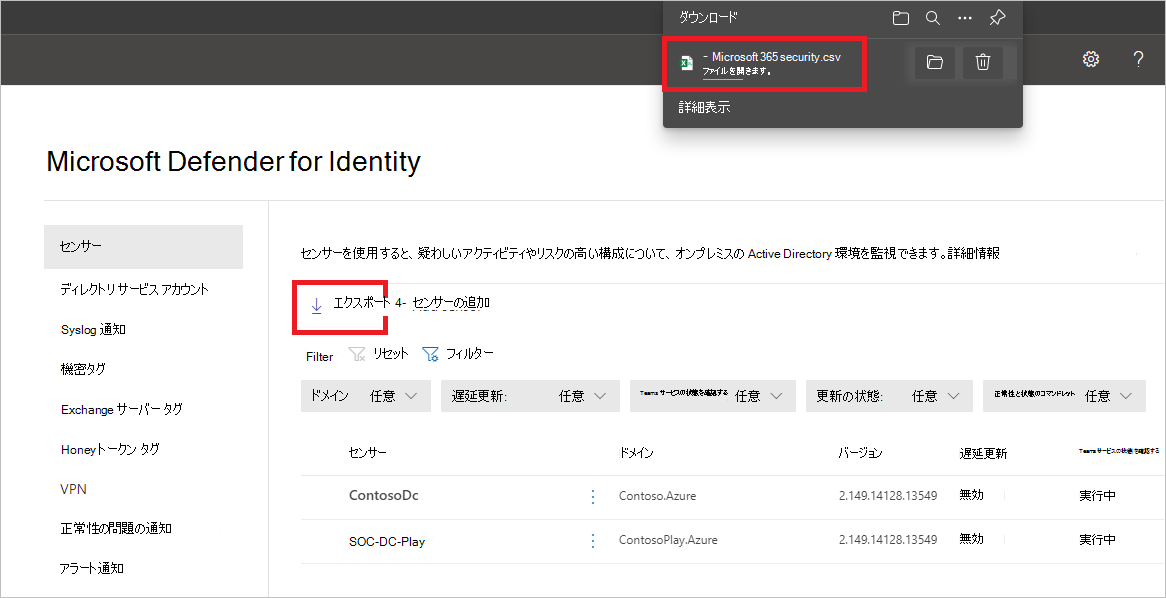 ダウンロード
- Microsoft 365 security.csv
ファイルを開きます。
詳細表示
?
Microsoft Defender for Identity
センサー
ディレクトリ サービス アカウント
Syslog 通知
機密タグ
Exchange サーバー タグ
Honeyトークン タグ
VPN
正常性の問題の通知
アラート通知
センサーを使用すると、疑わしいアクティビティやリスクの高い構成について、オンプレミスの Active Directory 環境を監視できます。詳細情報
エクスポート 4- センサーの追加
Filter リセット フィルター
ドメイン 任意 遅延更新: 任意 Teams サービスの状態を確認する 任意 更新の状態: 任意 正常性と状態のコマンドレット 任意
センサー ドメイン バージョン 遅延更新 Teams サービスの状態を確認する
ContosoDc Contoso.Azure 2.149.14128.13549 無効 実行中
SOC-DC-Play ContosoPlay.Azure 2.149.14128.13549 無効 実行中